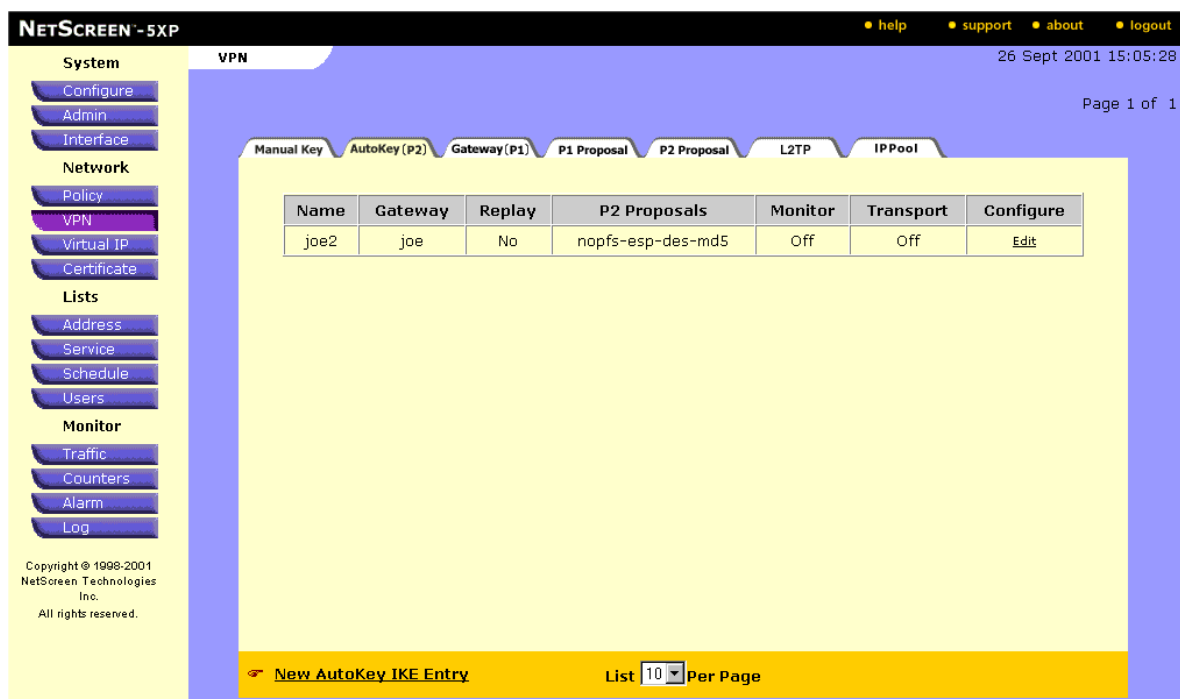 NETSCREEN™-5XP
help support about logout
System
Configure
Admin
Interface
Network
Policy
VPN
Virtual IP
Certificate
Lists
Address
Service
Schedule
Users
Monitor
Traffic
Counters
Alarm
Log
Copyright © 1998-2001
NetScreen Technologies
Inc.
All rights reserved.
VPN
26 Sept 2001 15:05:28
Page 1 of 1
Manual Key AutoKey (P2) Gateway (P1) P1 Proposal P2 Proposal L2TP IPPool
Name Gateway Replay P2 Proposals Monitor Transport Configure
joe2 joe No nopfs-esp-des-md5 Off Off Edit
New AutoKey IKE Entry List 10 Per Page